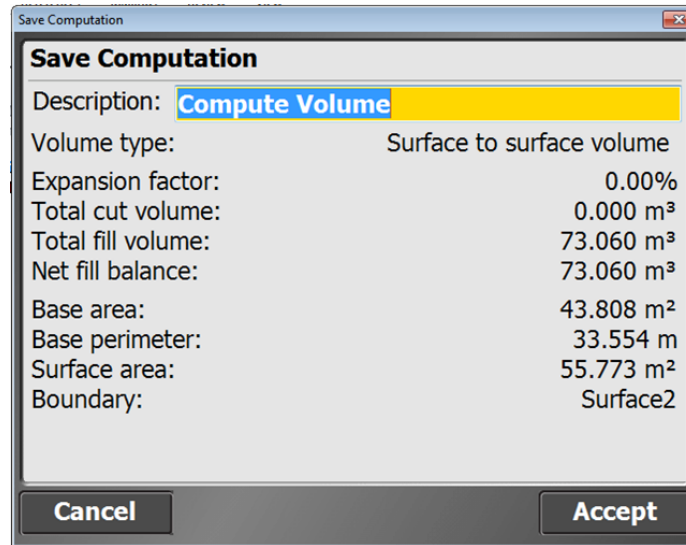 Save Computation
Save Computation
Description: Compute Volume
Volume type: Surface to surface volume
Expansion factor: 0.00%
Total cut volume: 0.000 m³
Total fill volume: 73.060 m³
Net fill balance: 73.060 m³
Base area: 43.808 m²
Base perimeter: 33.554 m
Surface area: 55.773 m²
Boundary: Surface2
Cancel Accept